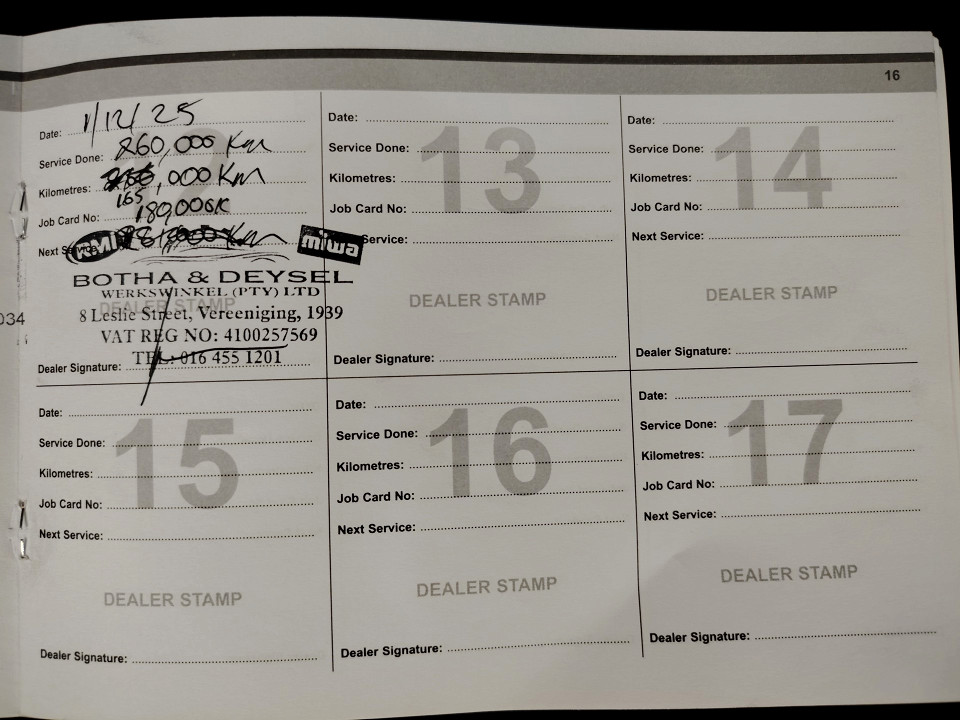 16
034
Date: 1/12/25
Service Done: 260,000 Km
Kilometres: 165,000 Km
Job Card No: 180,000K
Next Service:
RMI
miwa
BOTHA & DEYSEL
WERKSWINKEL (PTY) LTD
DEALER STAMP
8 Leslie Street, Vereeniging, 1939
VAT REG NO: 4100257569
TEL: 016 455 1201
Dealer Signature:
13
Date:
Service Done:
Kilometres:
Job Card No:
Service:
DEALER STAMP
Dealer Signature:
14
Date:
Service Done:
Kilometres:
Job Card No:
Next Service:
DEALER STAMP
Dealer Signature:
15
Date:
Service Done:
Kilometres:
Job Card No:
Next Service:
DEALER STAMP
Dealer Signature:
16
Date:
Service Done:
Kilometres:
Job Card No:
Next Service:
DEALER STAMP
Dealer Signature:
17
Date:
Service Done:
Kilometres:
Job Card No:
Next Service:
DEALER STAMP
Dealer Signature: